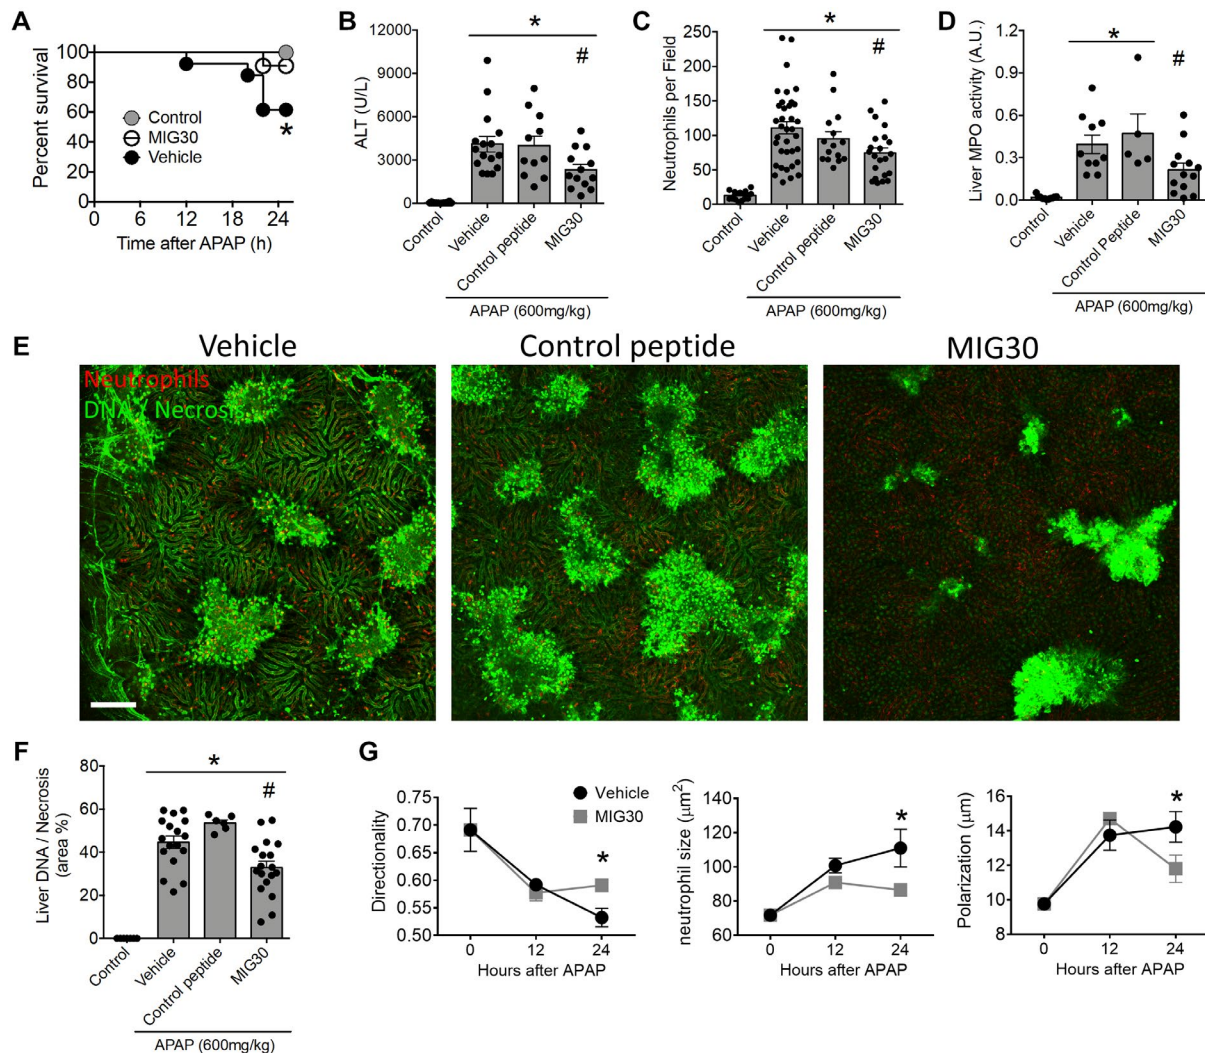 A
Percent survival
100
80
60
40
20
0
0 6 12 18 24
Time after APAP (h)
Control
MIG30
Vehicle
*
B
ALT (U/L)
12000
9000
6000
3000
0
*
#
Control
Vehicle
Control peptide
MIG30
APAP (600mg/kg)
C
Neutrophils per Field
250
200
150
100
50
0
*
#
Control
Vehicle
Control peptide
MIG30
APAP (600mg/kg)
D
Liver MPO activity (A.U.)
1.2
0.9
0.6
0.3
0.0
*
#
Control
Vehicle
Control Peptide
MIG30
APAP (600mg/kg)
E
Vehicle
Control peptide
MIG30
Neutrophils
DNA / Necrosis
F
Liver DNA / Necrosis
(area %)
80
60
40
20
0
*
#
Control
Vehicle
Control peptide
MIG30
APAP (600mg/kg)
G
Directionality
0.75
0.70
0.65
0.60
0.55
0.50
Vehicle
MIG30
*
0 12 24
Hours after APAP
neutrophil size (µm²)
140
120
100
80
60
*
0 12 24
Hours after APAP
Polarization (µm)
16
14
12
10
8
*
0 12 24
Hours after APAP